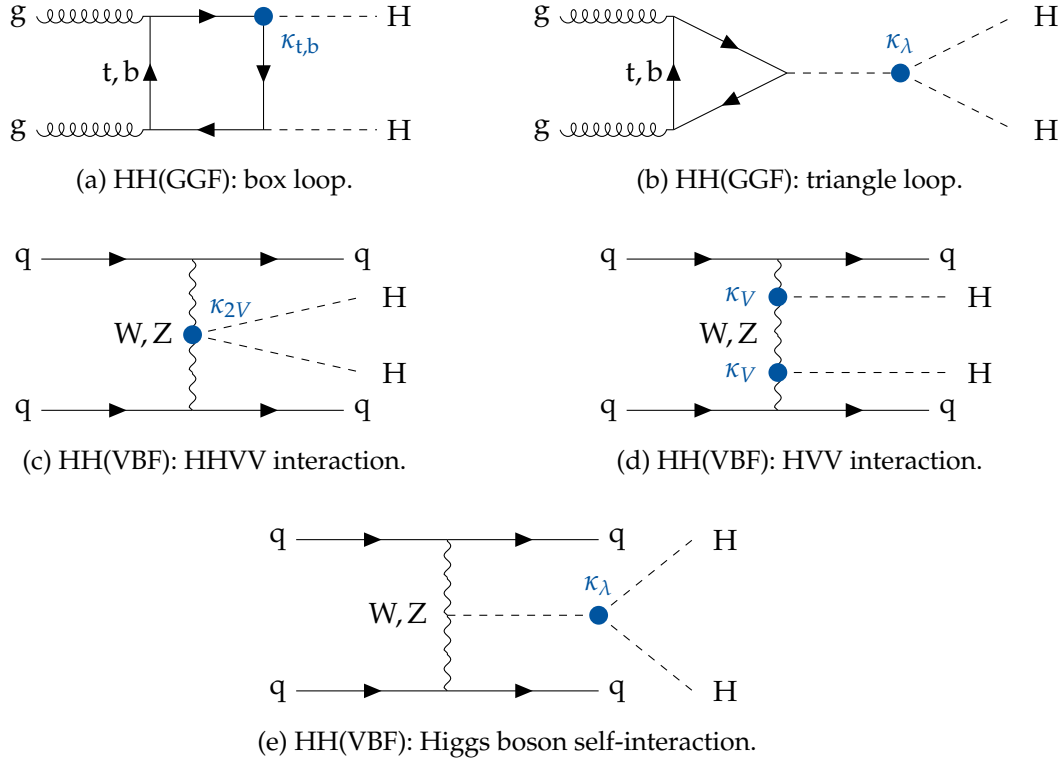 g
H
κt,b
t, b
g
H
(a) HH(GGF): box loop.
g
H
κλ
t, b
g
H
(b) HH(GGF): triangle loop.
q
q
H
κ2V
W, Z
H
q
q
(c) HH(VBF): HHVV interaction.
q
q
κV
H
W, Z
κV
H
q
q
(d) HH(VBF): HVV interaction.
q
q
H
κλ
W, Z
q
q
H
(e) HH(VBF): Higgs boson self-interaction.